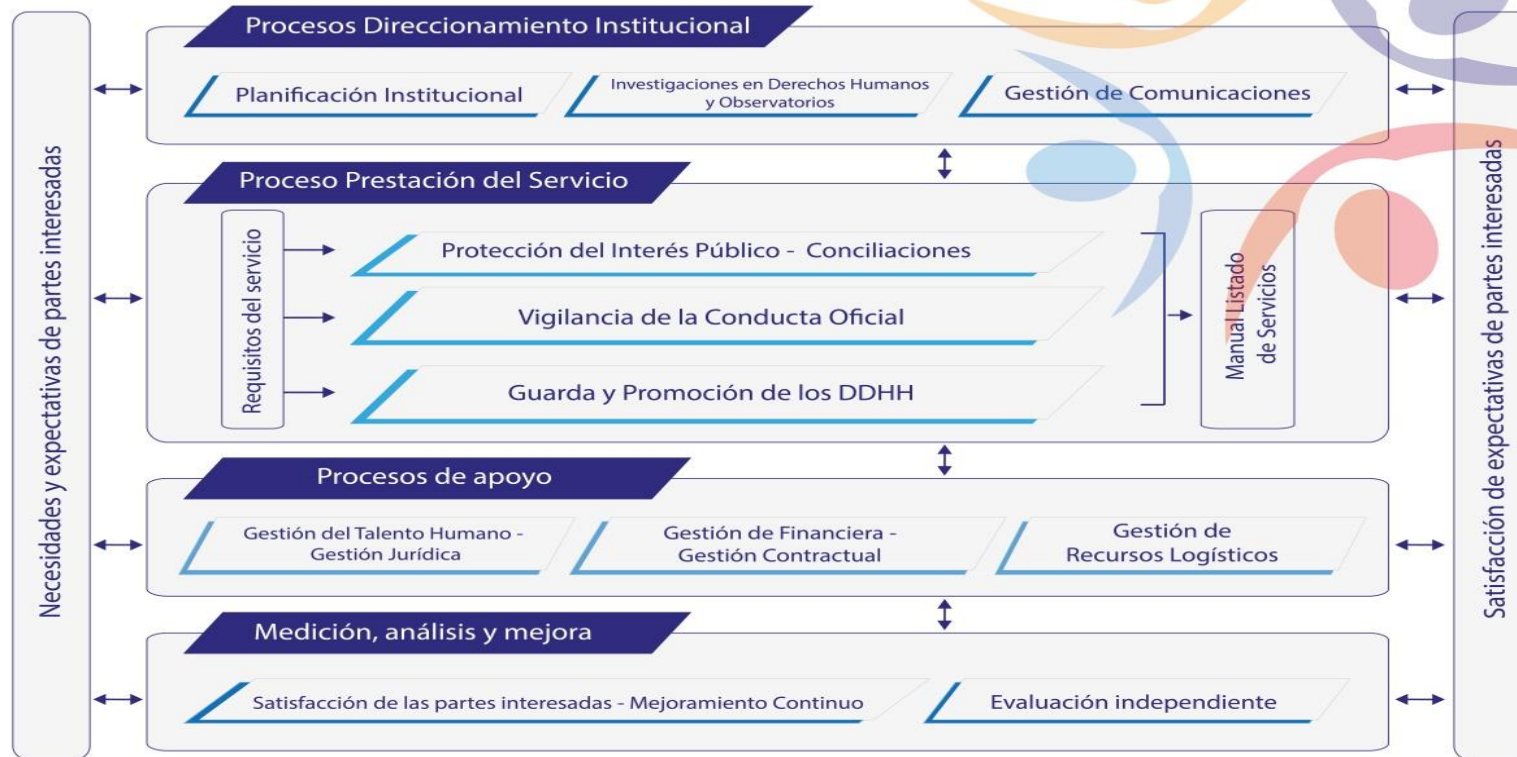 Necesidades y expectativas de partes interesadas
Procesos Direccionamiento Institucional
Planificación Institucional
Investigaciones en Derechos Humanos
y Observatorios
Gestión de Comunicaciones
Proceso Prestación del Servicio
Requisitos del servicio
Protección del Interés Público - Conciliaciones
Vigilancia de la Conducta Oficial
Guarda y Promoción de los DDHH
Manual Listado
de Servicios
Procesos de apoyo
Gestión del Talento Humano -
Gestión Jurídica
Gestión de Financiera -
Gestión Contractual
Gestión de
Recursos Logísticos
Medición, análisis y mejora
Satisfacción de las partes interesadas - Mejoramiento Continuo
Evaluación independiente
Satisfacción de expectativas de partes interesadas